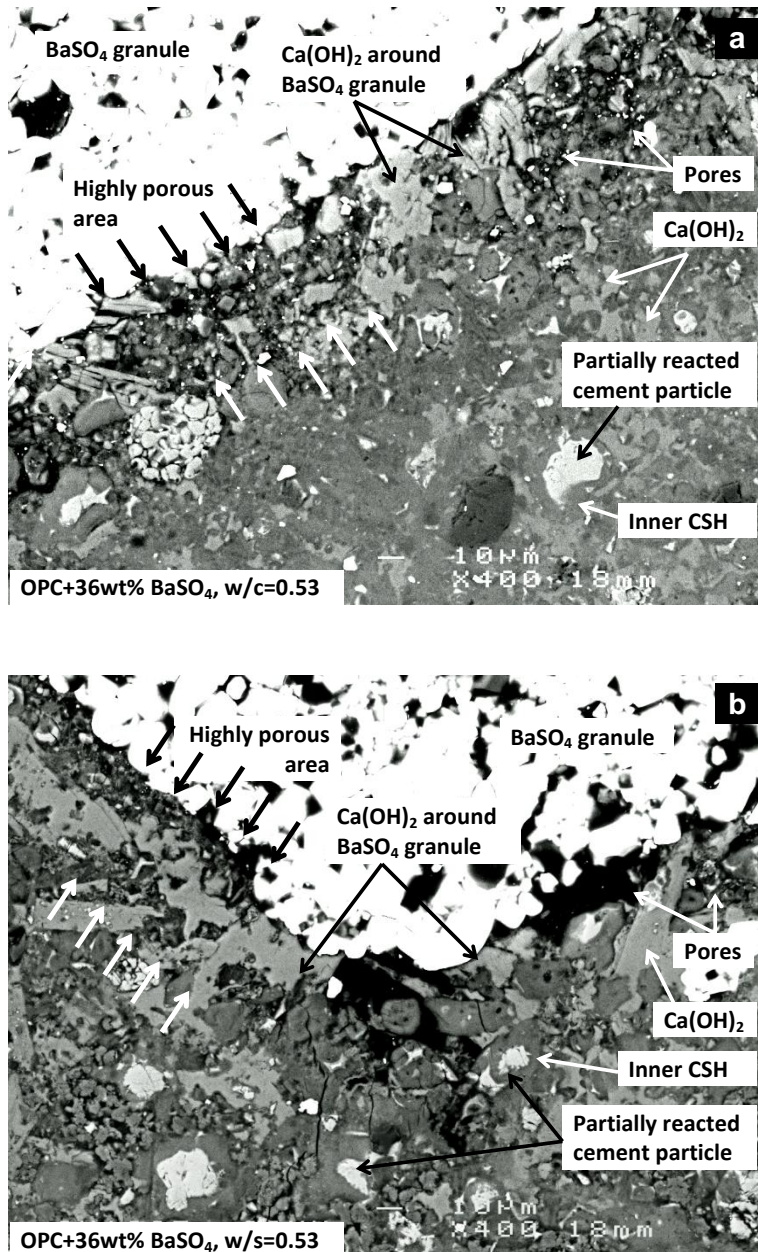 a
BaSO₄ granule
Ca(OH)₂ around
BaSO₄ granule
Highly porous
area
Pores
Ca(OH)₂
Partially reacted
cement particle
Inner CSH
10μm
X400 18mm
OPC+36wt% BaSO₄, w/c=0.53
b
Highly porous
area
BaSO₄ granule
Ca(OH)₂ around
BaSO₄ granule
Pores
Ca(OH)₂
Inner CSH
Partially reacted
cement particle
10μm
X400 18mm
OPC+36wt% BaSO₄, w/s=0.53